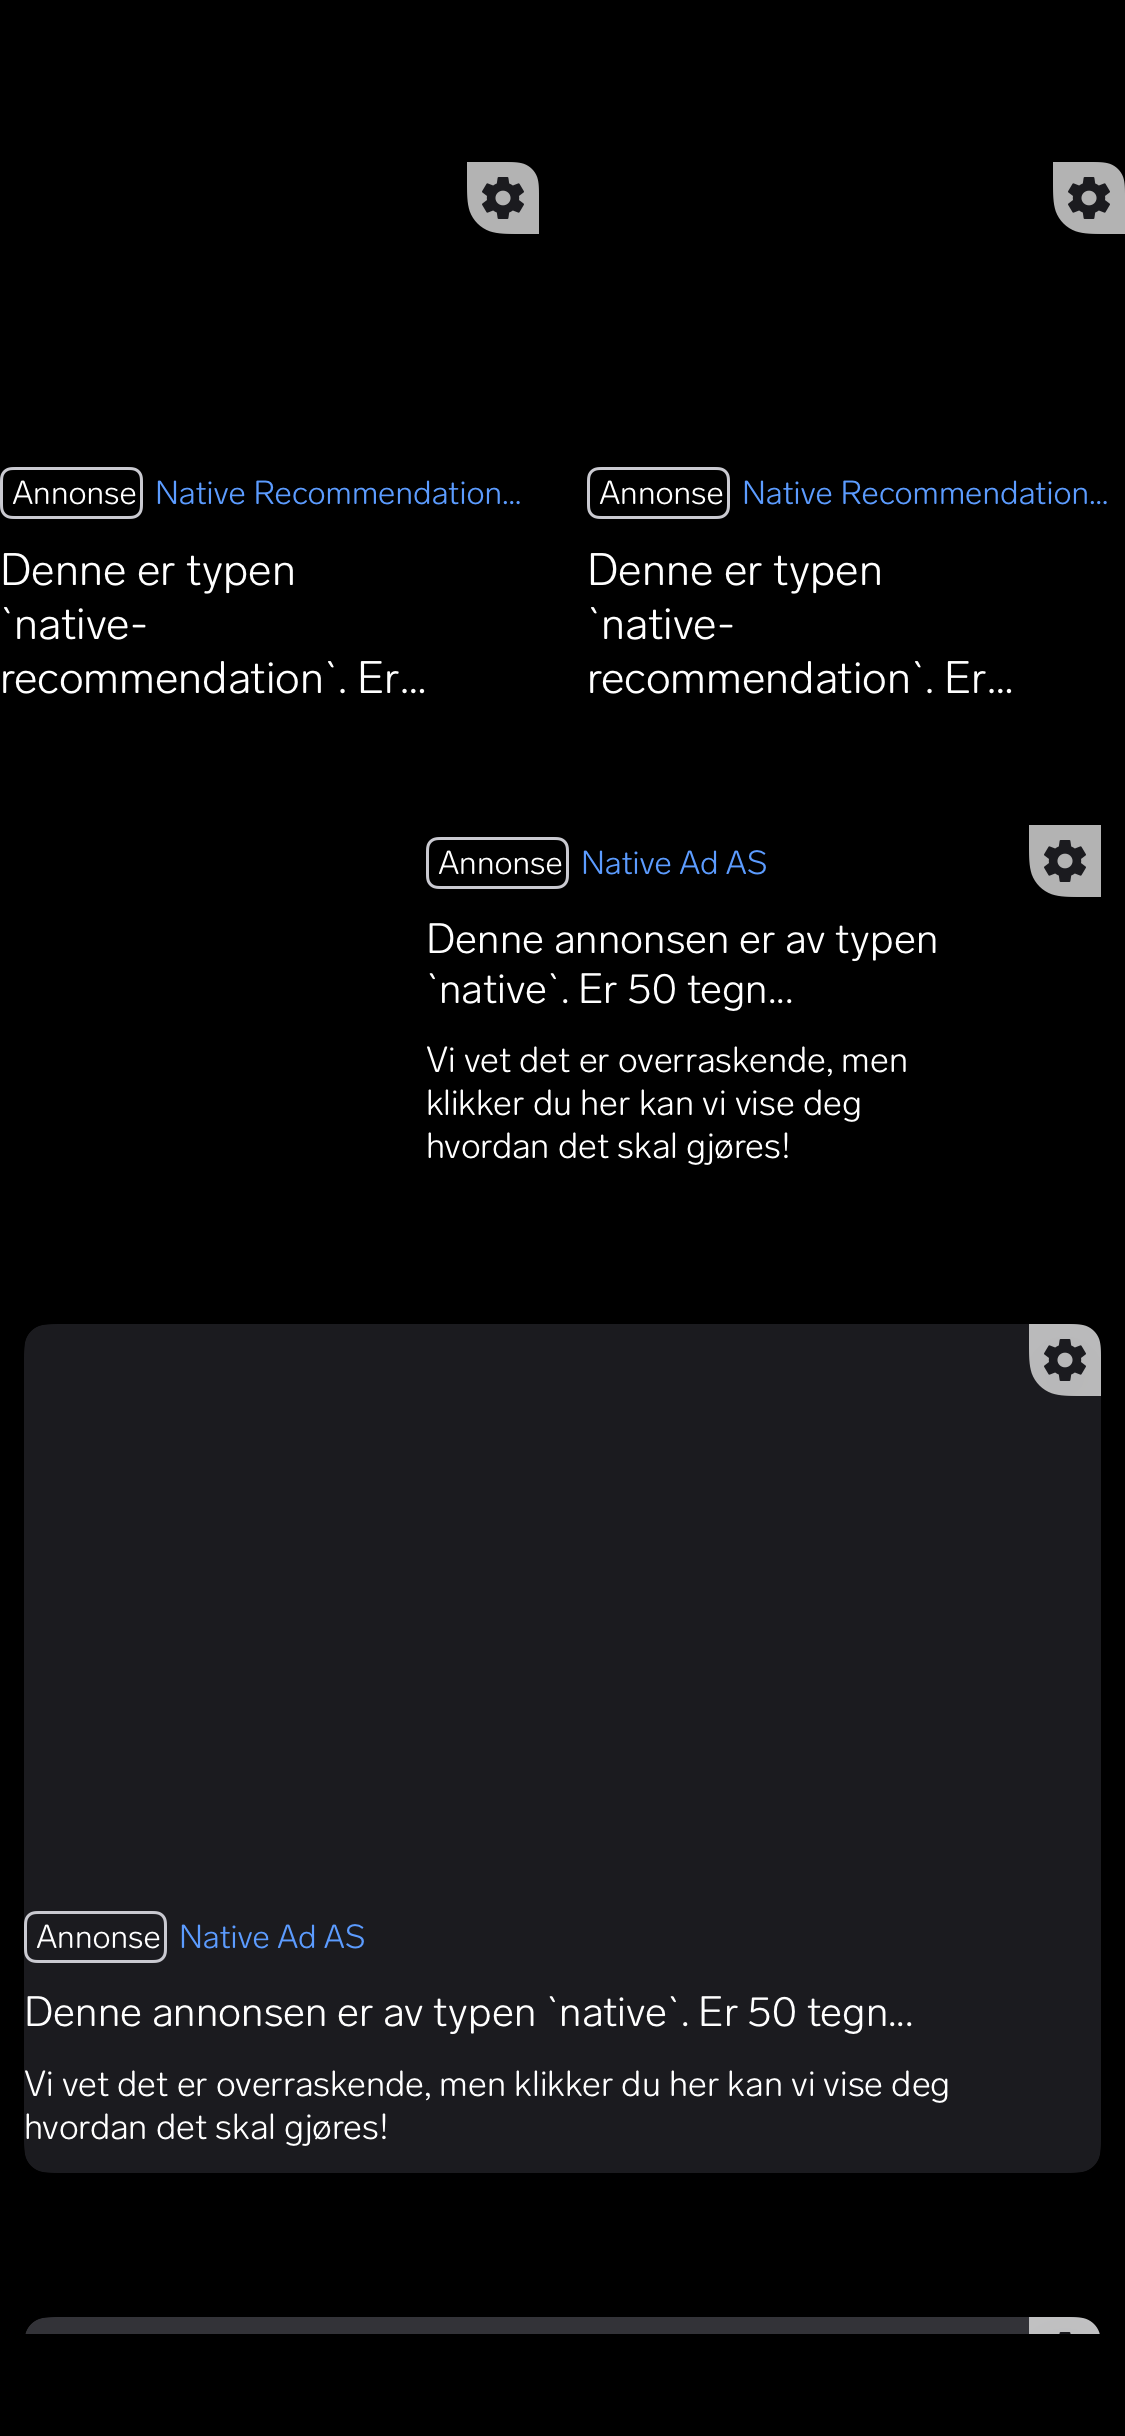 Annonse Native Recommendation...
Denne er typen
`native-
recommendation`. Er...
Annonse Native Recommendation...
Denne er typen
`native-
recommendation`. Er...
Annonse Native Ad AS
Denne annonsen er av typen
`native`. Er 50 tegn...
Vi vet det er overraskende, men
klikker du her kan vi vise deg
hvordan det skal gjøres!
Annonse Native Ad AS
Denne annonsen er av typen `native`. Er 50 tegn...
Vi vet det er overraskende, men klikker du her kan vi vise deg
hvordan det skal gjøres!